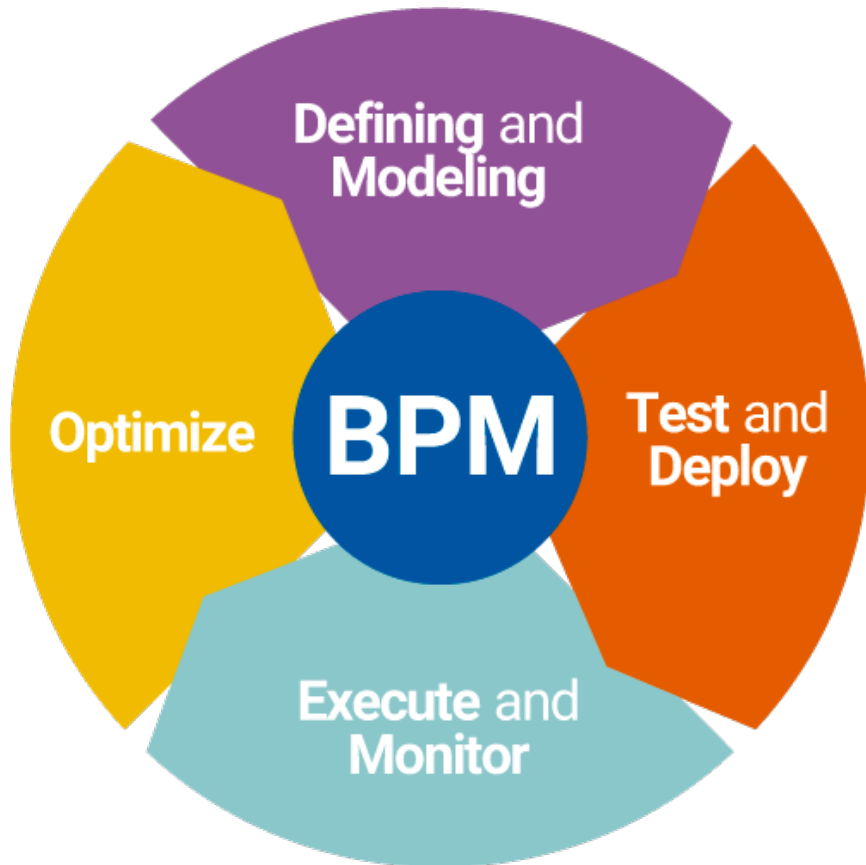 Defining and
Modeling
Test and
Deploy
Execute and
Monitor
Optimize
BPM